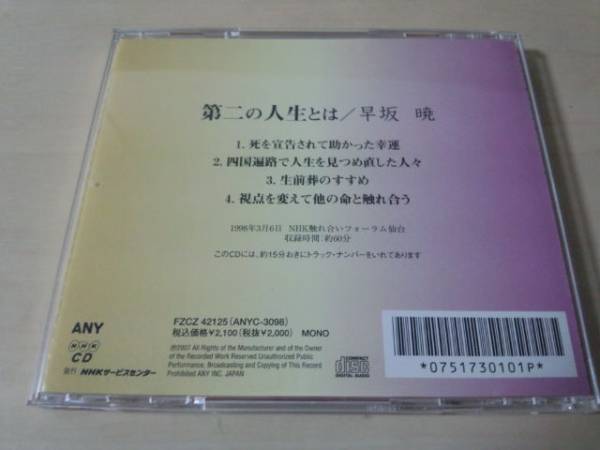 第二の人生とは／早坂 暁
1. 死を宣告されて助かった幸運
2. 四国遍路で人生を見つめ直した人々
3. 生前葬のすすめ
4. 視点を変えて他の命と触れ合う
1998年3月6日 NHK触れ合いフォーラム仙台
収録時間：約60分
このCDには、約15分おきにトラック・ナンバーをいれてあります
ANY
NHK
CD
発行 NHKサービスセンター
FZCZ 42125 (ANYC-3098)
税込価格￥2,100(税抜￥2,000) MONO
Ⓟ2007 All Rights of the Manufacturer and of the Owner
of the Recorded Work Reserved Unauthorized Public
Performance. Broadcasting and Copying of This Record
Prohibited ANY INC. JAPAN
COMPACT
disc
DIGITAL AUDIO
*0751730101P*